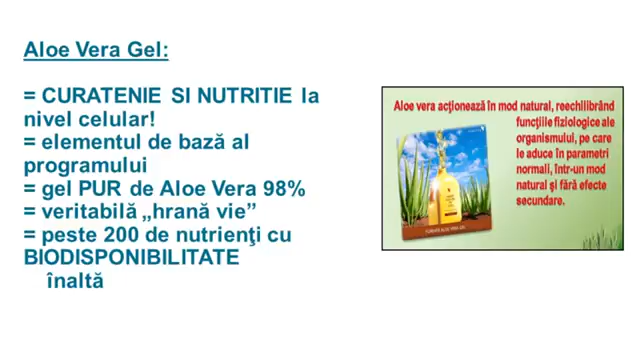 Aloe Vera Gel:
= CURATENIE SI NUTRITIE la
nivel celular!
= elementul de bază al
programului
= gel PUR de Aloe Vera 98%
= veritabilă „hrană vie”
= peste 200 de nutrienţi cu
BIODISPONIBILITATE
înaltă
Aloe vera acţionează în mod natural, reechilibrând
funcţiile fiziologice ale
organismului, pe care
le aduce în parametri
normali, într-un mod
natural şi fără efecte
secundare.